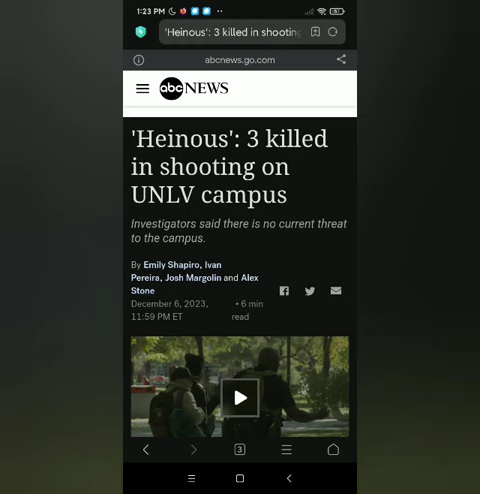 1:23 PM
'Heinous': 3 killed in shooting
abcnews.go.com
abc NEWS
'Heinous': 3 killed
in shooting on
UNLV campus
Investigators said there is no current threat
to the campus.
By Emily Shapiro, Ivan
Pereira, Josh Margolin and Alex
Stone
December 6, 2023,
11:59 PM ET
• 6 min
read
3